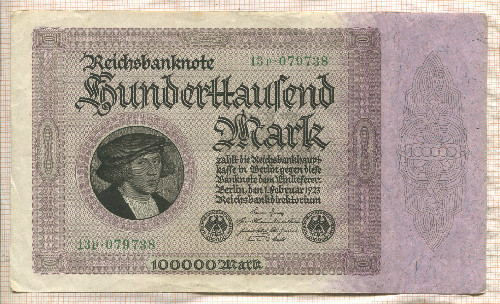 Reichsbanknote
13P·079738
Hunderttausend
Mark
zahlt die Reichsbankhaupt-
kasse in Berlin gegen diese
Banknote dem Einlieferer.
Berlin, den 1. Februar 1923
Reichsbankdirektorium
13P·079738
100000 Mark
100000